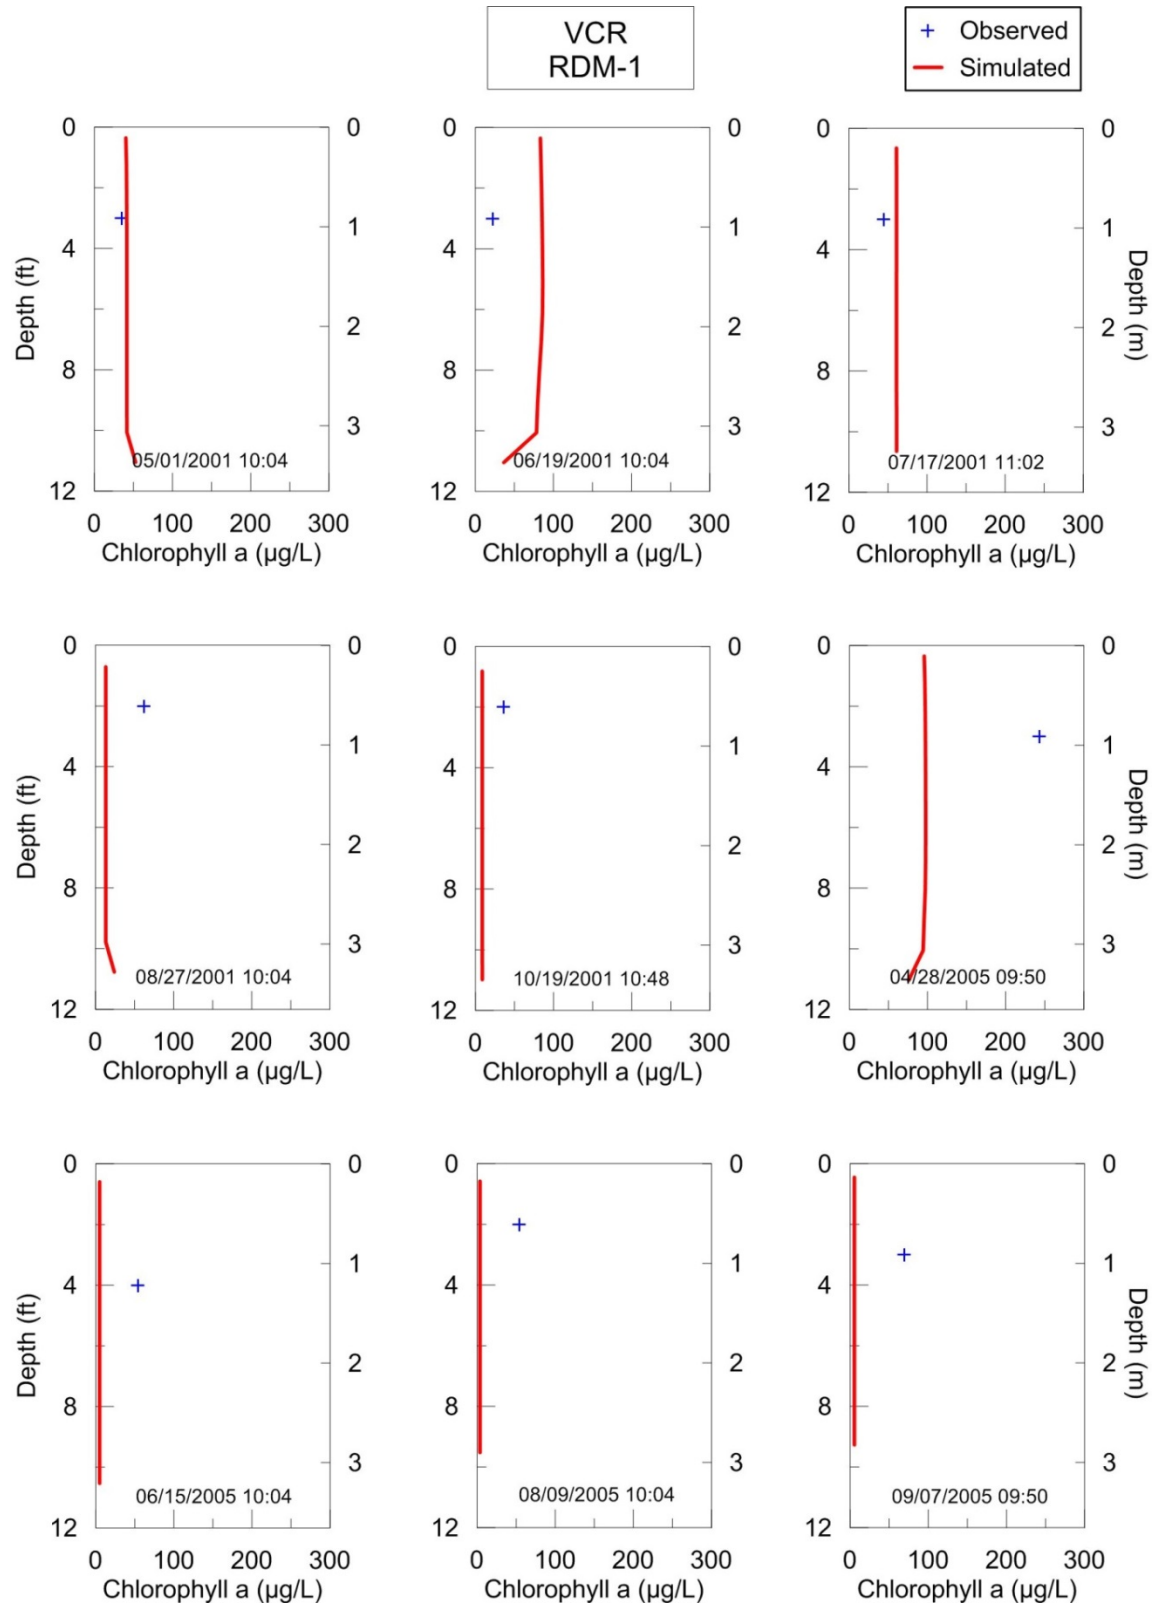 VCR
RDM-1
Observed
Simulated
0 0 0 0
4 1 4 1 4 1
Depth (ft) 8 2 8 2 8 2 Depth (m)
3 3 3
05/01/2001 10:04 06/19/2001 10:04 07/17/2001 11:02
12 12 12
0 100 200 300 0 100 200 300 0 100 200 300
Chlorophyll a (µg/L) Chlorophyll a (µg/L) Chlorophyll a (µg/L)
0 0 0 0
4 1 4 1 4 1
Depth (ft) 8 2 8 2 8 2 Depth (m)
3 3 3
08/27/2001 10:04 10/19/2001 10:48 04/28/2005 09:50
12 12 12
0 100 200 300 0 100 200 300 0 100 200 300
Chlorophyll a (µg/L) Chlorophyll a (µg/L) Chlorophyll a (µg/L)
0 0 0 0
4 1 4 1 4 1
Depth (ft) 8 2 8 2 8 2 Depth (m)
3 3 3
06/15/2005 10:04 08/09/2005 10:04 09/07/2005 09:50
12 12 12
0 100 200 300 0 100 200 300 0 100 200 300
Chlorophyll a (µg/L) Chlorophyll a (µg/L) Chlorophyll a (µg/L)